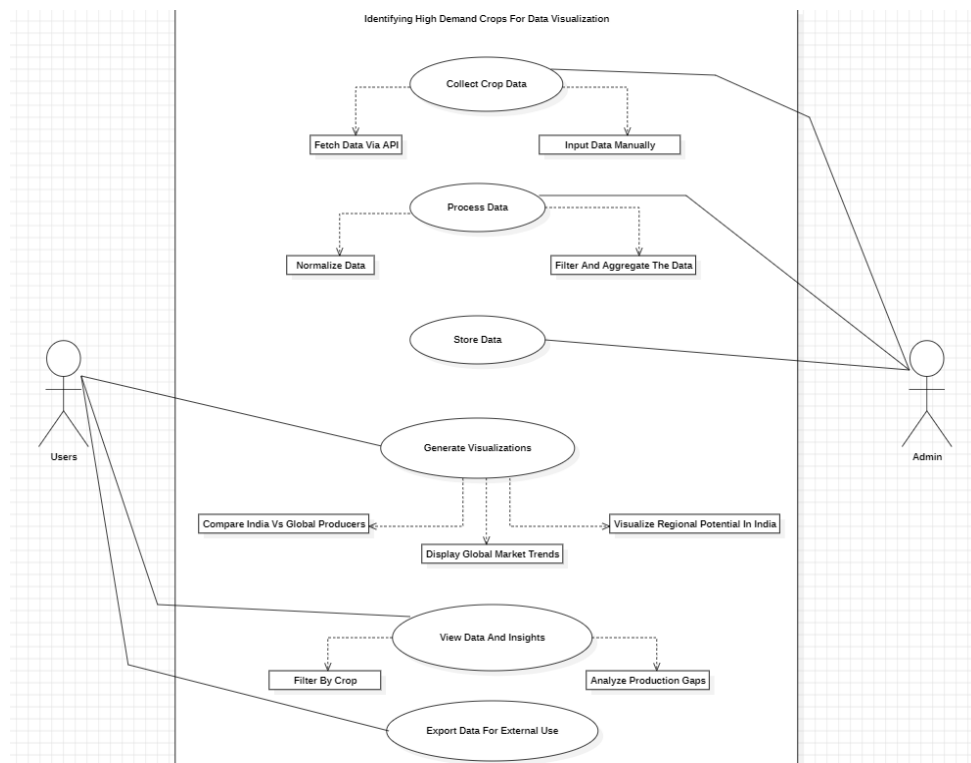 Identifying High Demand Crops For Data Visualization
Collect Crop Data
Fetch Data Via API
Input Data Manually
Process Data
Normalize Data
Filter And Aggregate The Data
Store Data
Users
Admin
Generate Visualizations
Compare India Vs Global Producers
Visualize Regional Potential In India
Display Global Market Trends
View Data And Insights
Filter By Crop
Analyze Production Gaps
Export Data For External Use